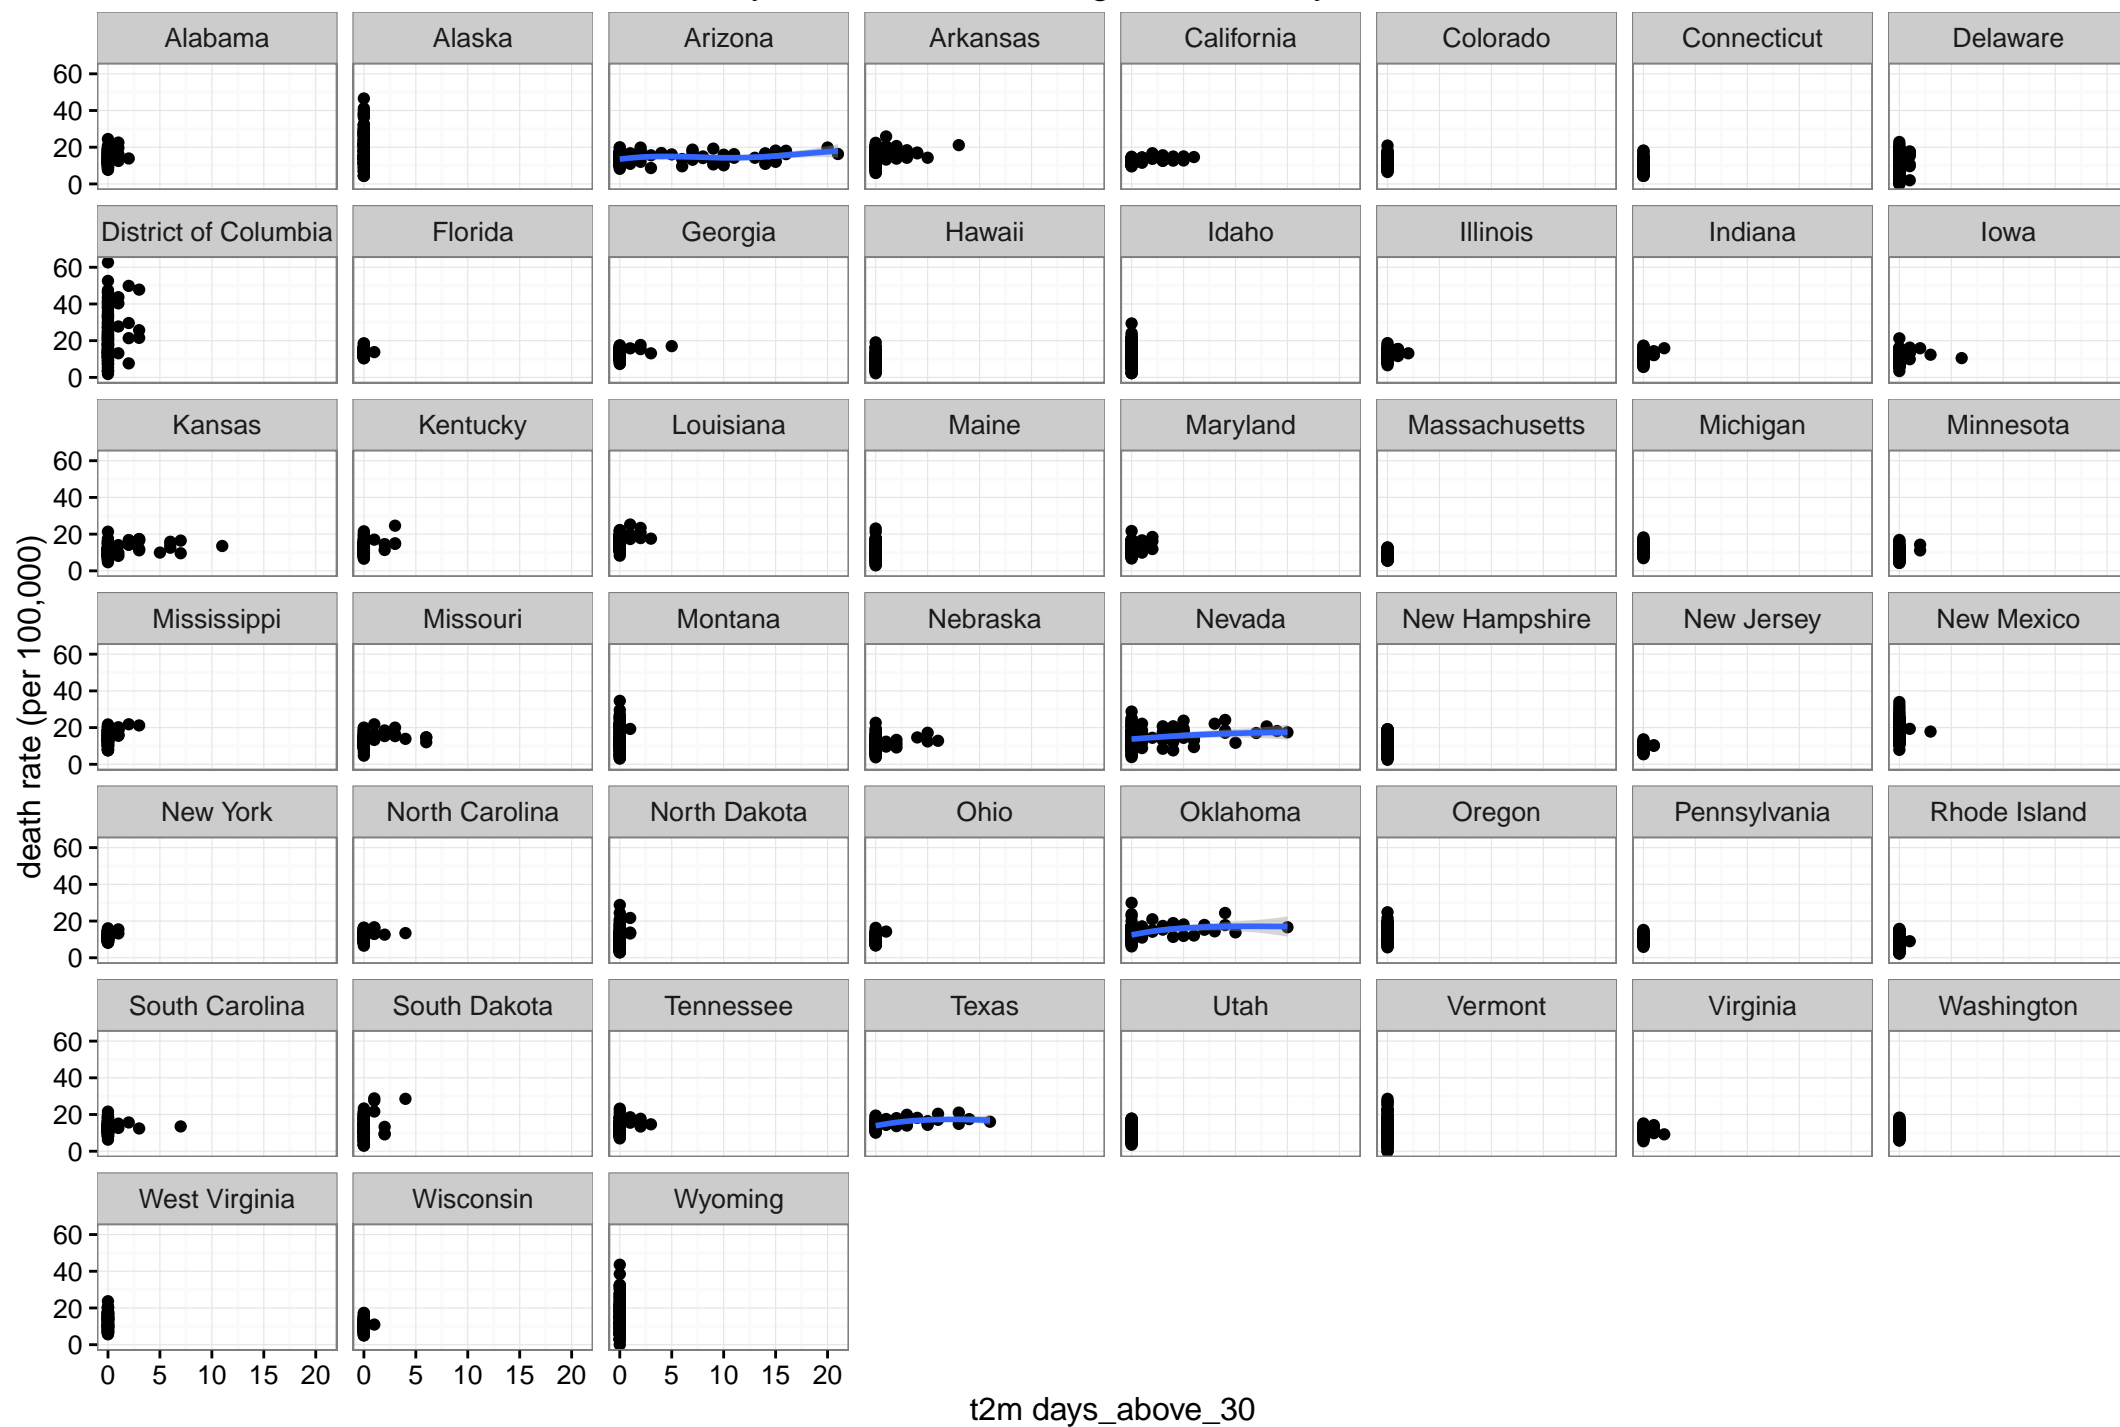 Alabama Alaska Arizona Arkansas California Colorado Connecticut Delaware
60
40
20
0
District of Columbia Florida Georgia Hawaii Idaho Illinois Indiana Iowa
60
40
20
0
Kansas Kentucky Louisiana Maine Maryland Massachusetts Michigan Minnesota
60
40
20
0
death rate (per 100,000)
Mississippi Missouri Montana Nebraska Nevada New Hampshire New Jersey New Mexico
60
40
20
0
New York North Carolina North Dakota Ohio Oklahoma Oregon Pennsylvania Rhode Island
60
40
20
0
South Carolina South Dakota Tennessee Texas Utah Vermont Virginia Washington
60
40
20
0
West Virginia Wisconsin Wyoming
60
40
20
0
0 5 10 15 20 0 5 10 15 20 0 5 10 15 20
t2m days_above_30